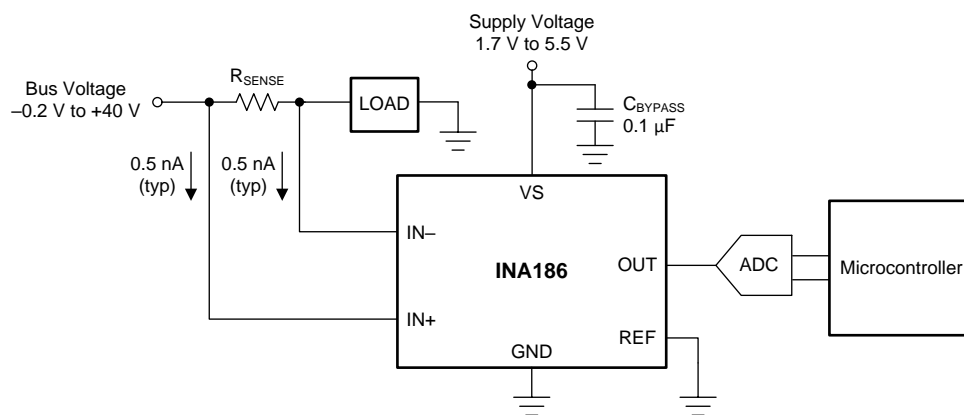 Supply Voltage
1.7 V to 5.5 V
RSENSE
Bus Voltage
–0.2 V to +40 V
LOAD
CBYPASS
0.1 µF
0.5 nA
(typ)
0.5 nA
(typ)
VS
IN–
INA186
OUT
ADC
Microcontroller
IN+
REF
GND